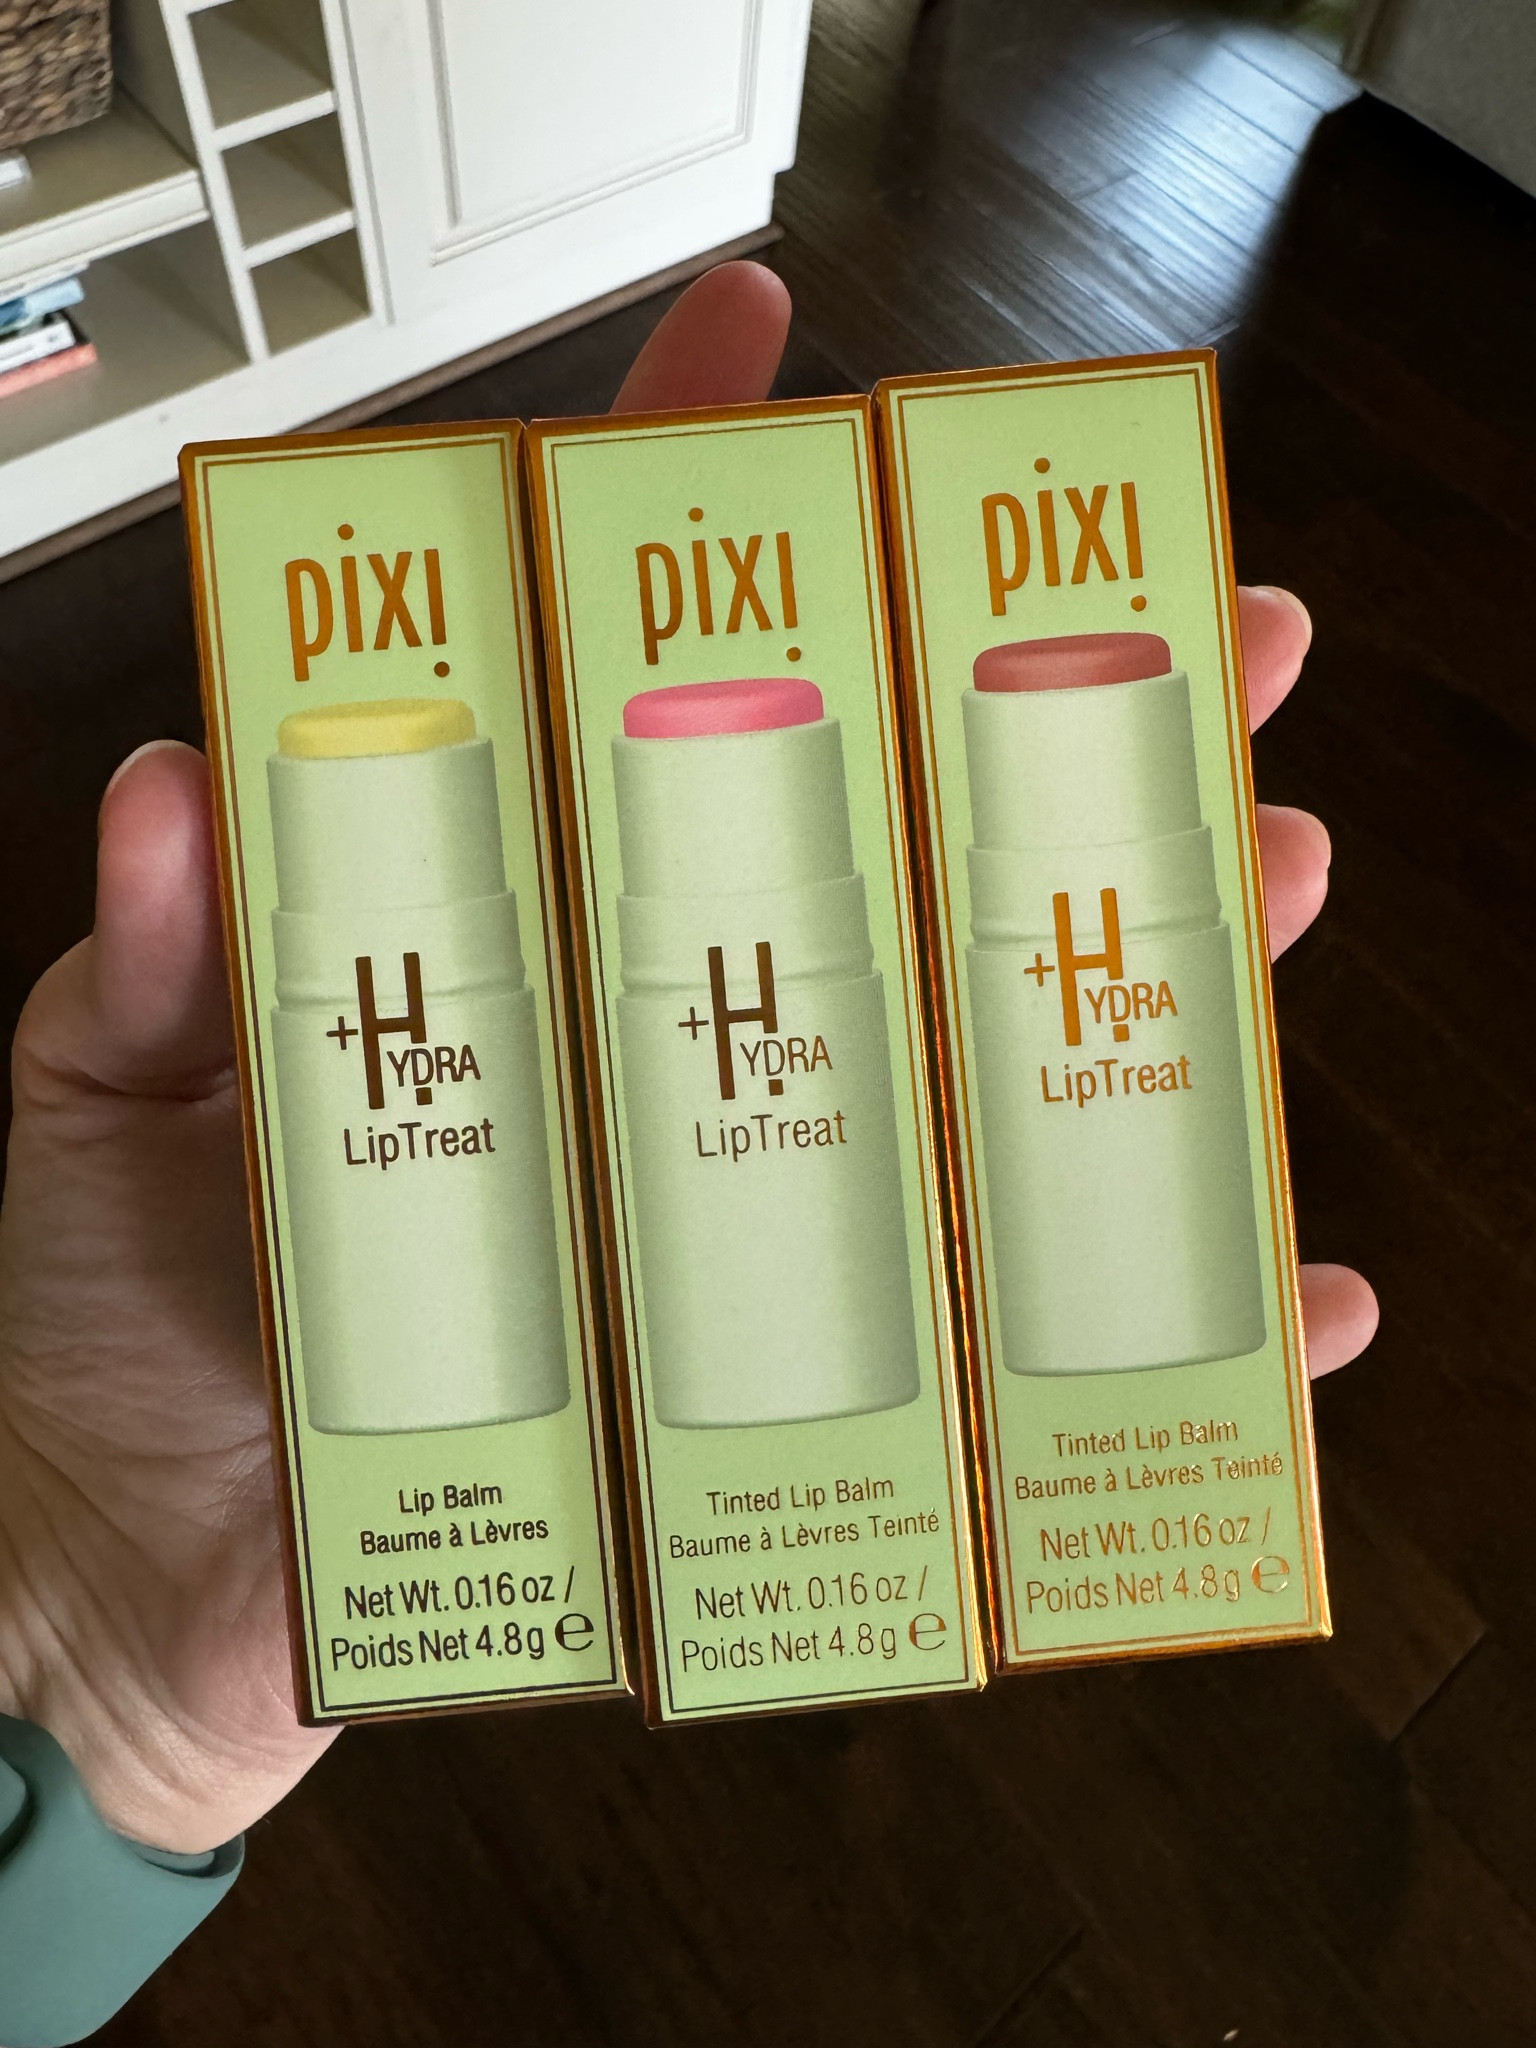 pixi
+HYDRA
LipTreat
Lip Balm
Baume à Lèvres
Net Wt. 0.16 oz /
Poids Net 4.8g ℮
pixi
+HYDRA
LipTreat
Tinted Lip Balm
Baume à Lèvres Teinté
Net Wt. 0.16 oz /
Poids Net 4.8g ℮
pixi
+HYDRA
LipTreat
Tinted Lip Balm
Baume à Lèvres Teinté
Net Wt. 0.16 oz /
Poids Net 4.8g ℮